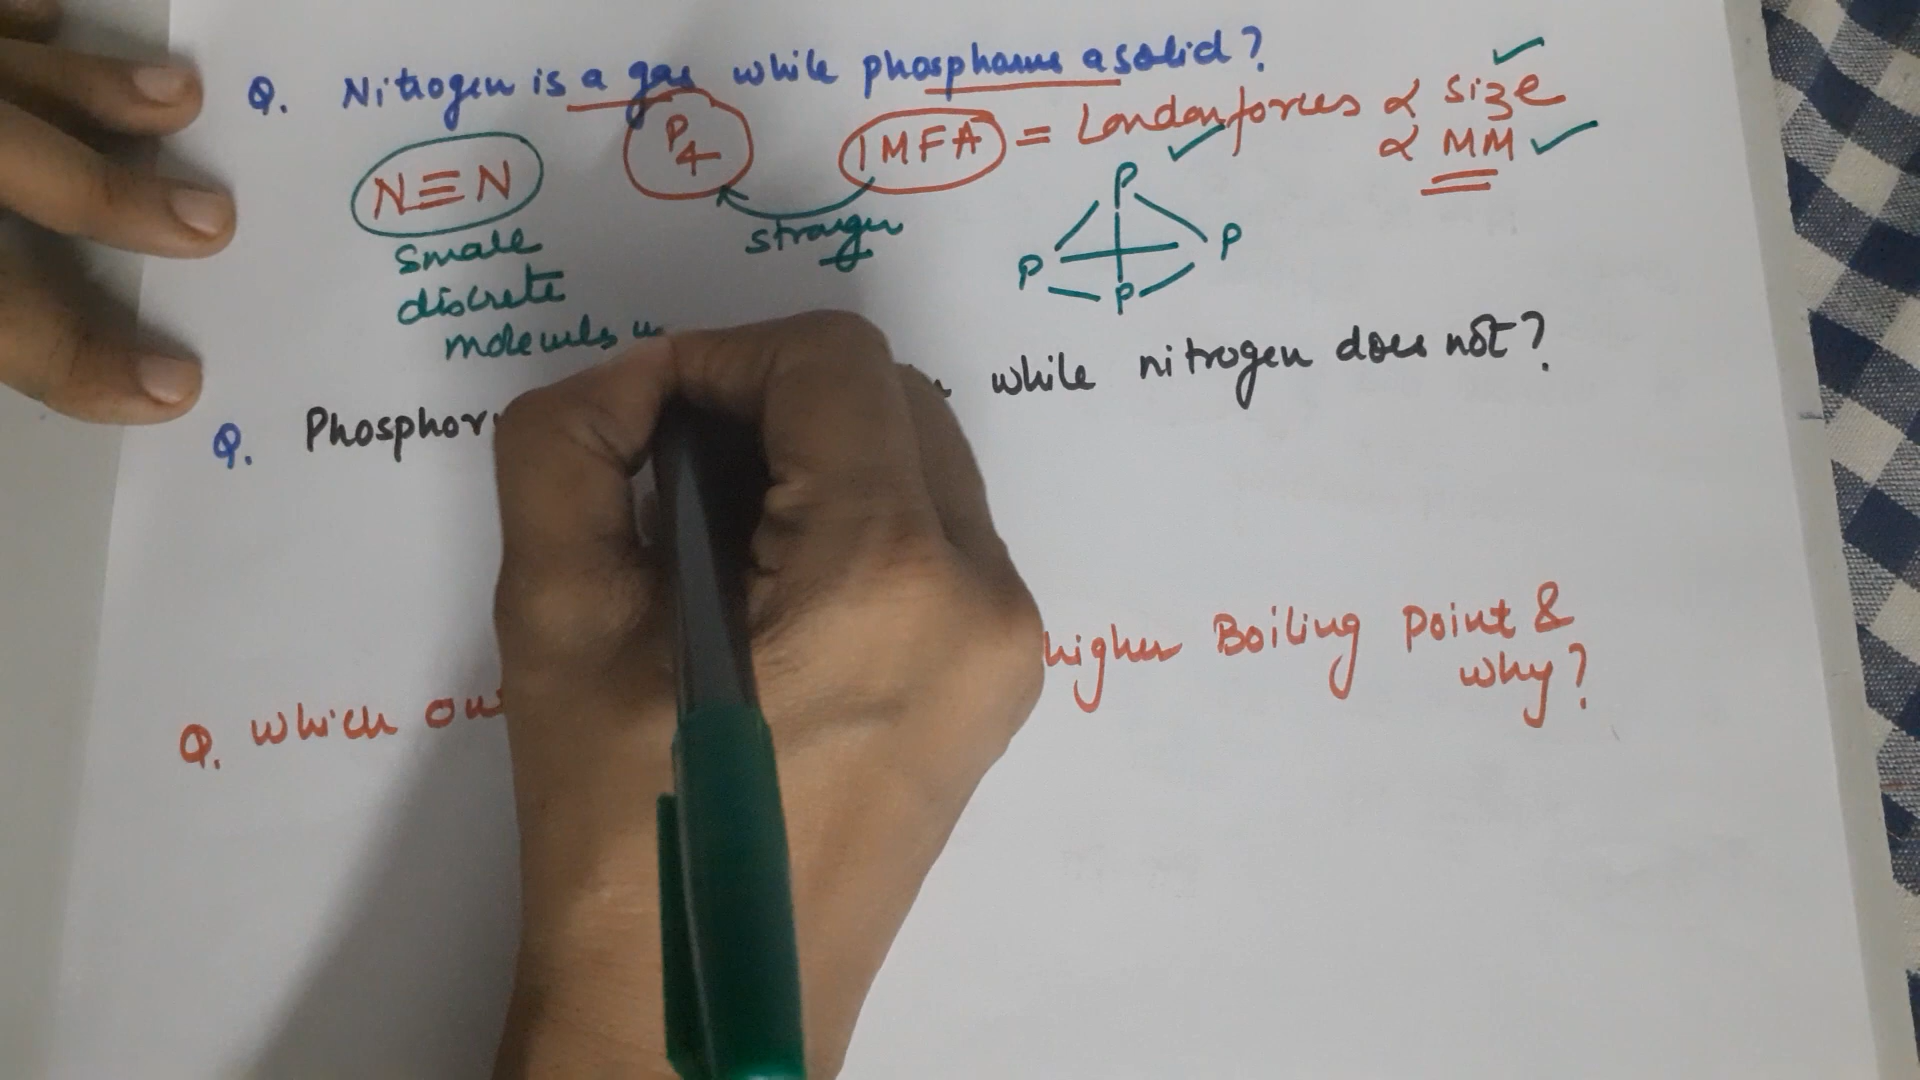 Q. Nitrogen is a gas while phosphorus a solid?
N≡N
P4
IMFA = London forces ∝ size
∝ MM
stronger
small
discrete
molecules
P
P P
P
Q. Phosphor while nitrogen does not?
Q. Which higher Boiling point &
why?